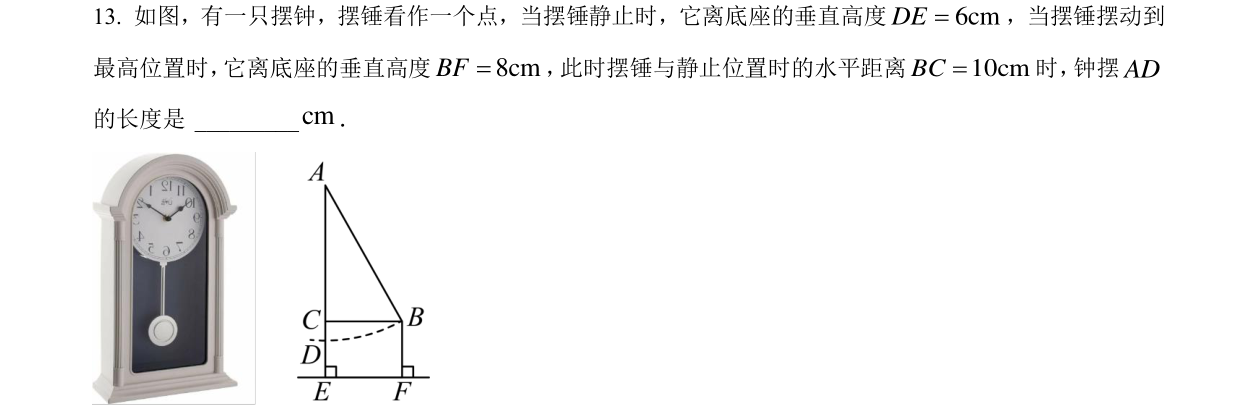 13. 如图，有一只摆钟，摆锤看作一个点，当摆锤静止时，它离底座的垂直高度 DE = 6cm，当摆锤摆动到
最高位置时，它离底座的垂直高度 BF = 8cm，此时摆锤与静止位置时的水平距离 BC = 10cm 时，钟摆 AD
的长度是 ________ cm．
A
C
B
D
E
F